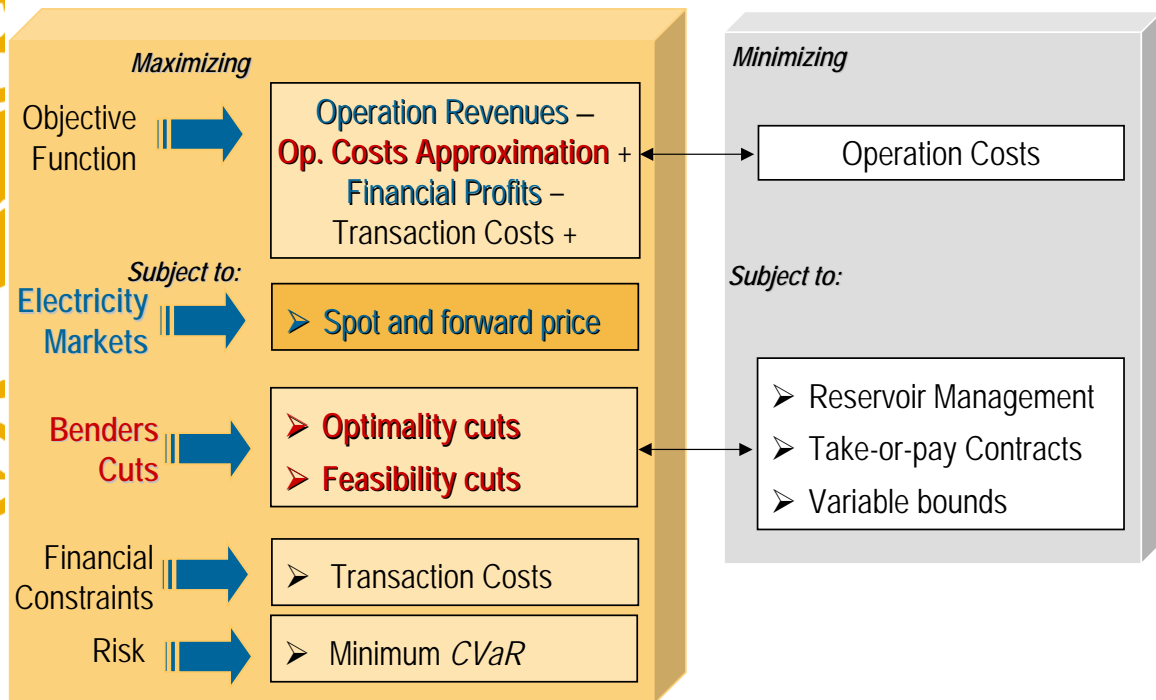 Maximizing
Objective
Function
Operation Revenues –
Op. Costs Approximation +
Financial Profits –
Transaction Costs +
Subject to:
Electricity
Markets
➢ Spot and forward price
Benders
Cuts
➢ Optimality cuts
➢ Feasibility cuts
Financial
Constraints
➢ Transaction Costs
Risk
➢ Minimum CVaR
Minimizing
Operation Costs
Subject to:
➢ Reservoir Management
➢ Take-or-pay Contracts
➢ Variable bounds